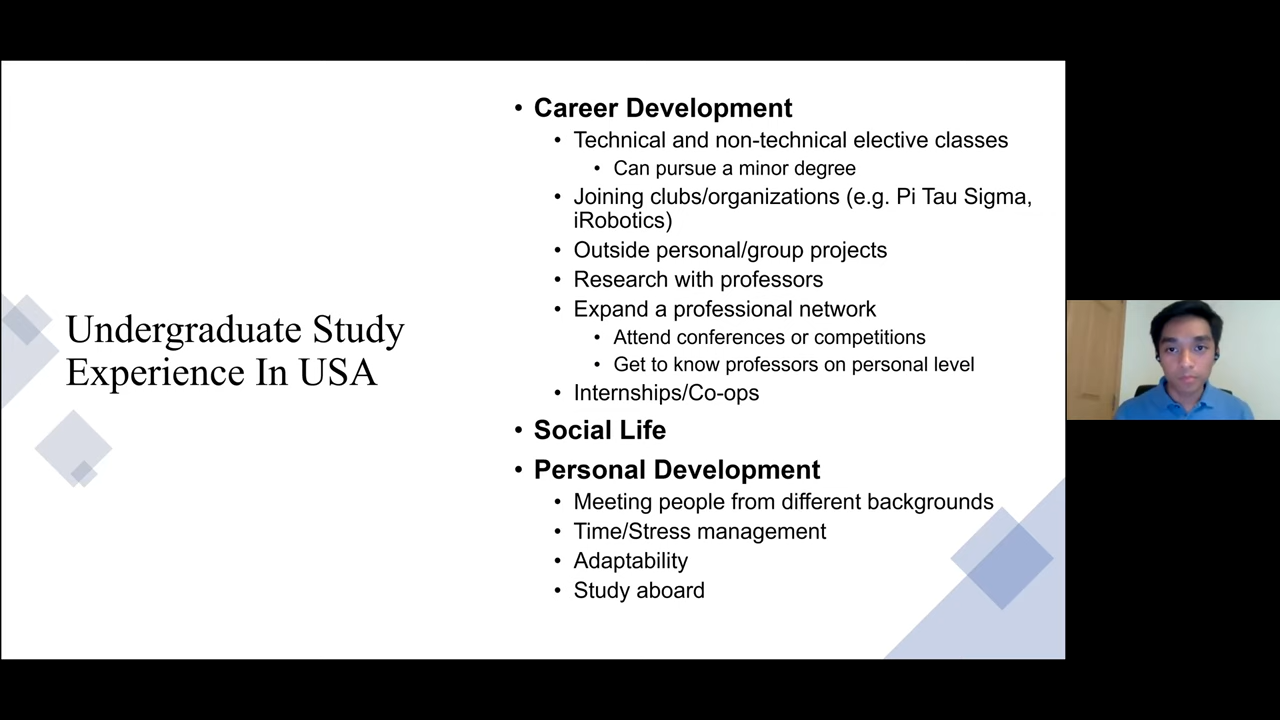 Undergraduate Study
Experience In USA
• Career Development
• Technical and non-technical elective classes
• Can pursue a minor degree
• Joining clubs/organizations (e.g. Pi Tau Sigma,
iRobotics)
• Outside personal/group projects
• Research with professors
• Expand a professional network
• Attend conferences or competitions
• Get to know professors on personal level
• Internships/Co-ops
• Social Life
• Personal Development
• Meeting people from different backgrounds
• Time/Stress management
• Adaptability
• Study aboard